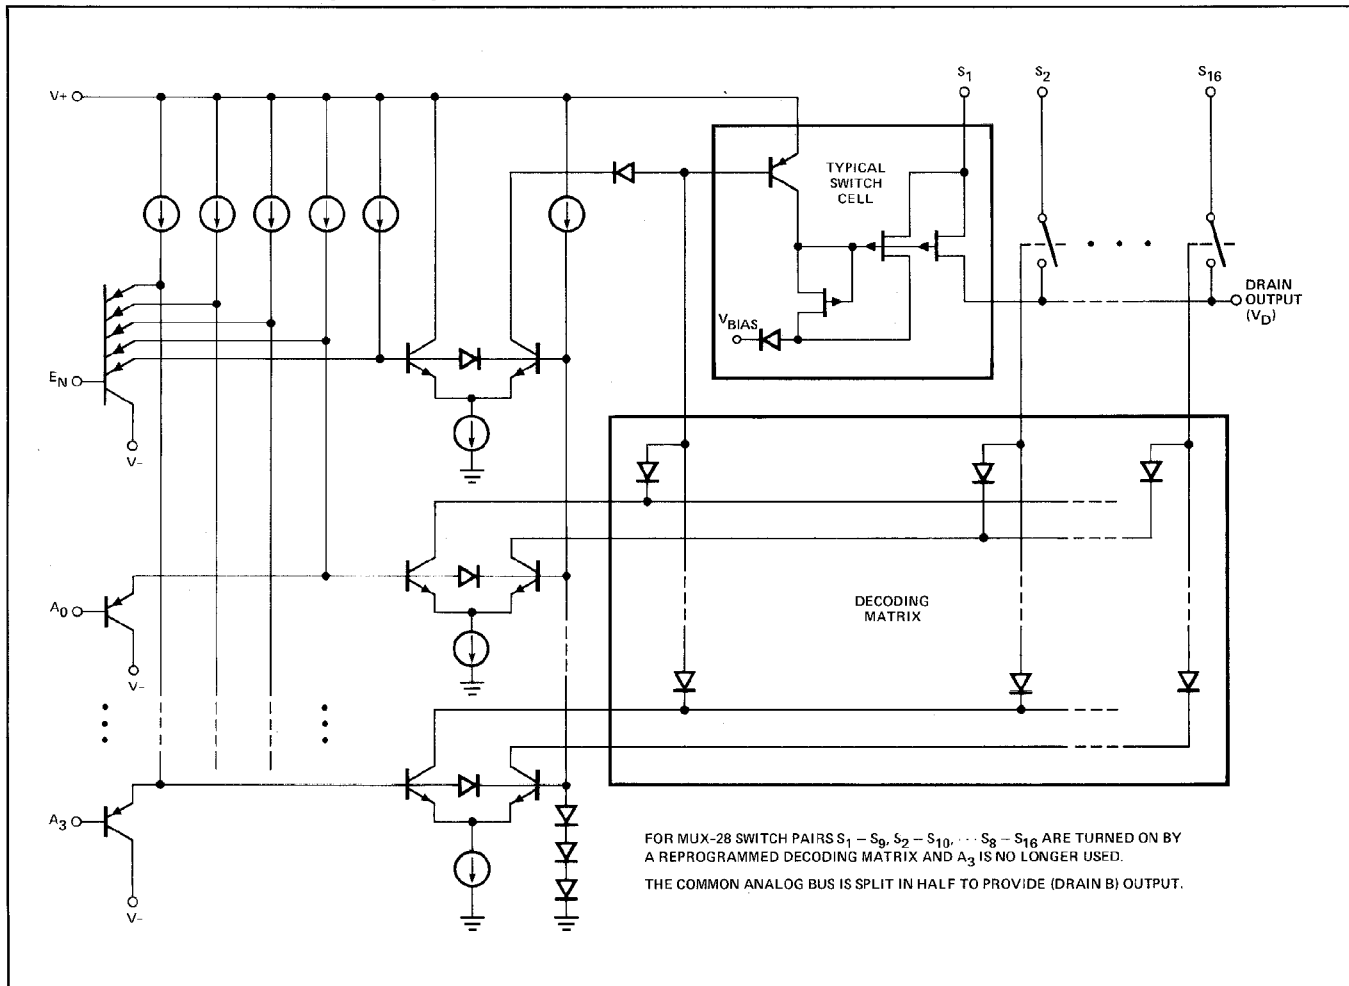 S1
S2
S16
V+
TYPICAL
SWITCH
CELL
DRAIN
OUTPUT
(VD)
VBIAS
EN
V-
A0
DECODING
MATRIX
V-
A3
FOR MUX-28 SWITCH PAIRS S1 – S9, S2 – S10, ··· S8 – S16 ARE TURNED ON BY
A REPROGRAMMED DECODING MATRIX AND A3 IS NO LONGER USED.
THE COMMON ANALOG BUS IS SPLIT IN HALF TO PROVIDE (DRAIN B) OUTPUT.
V-